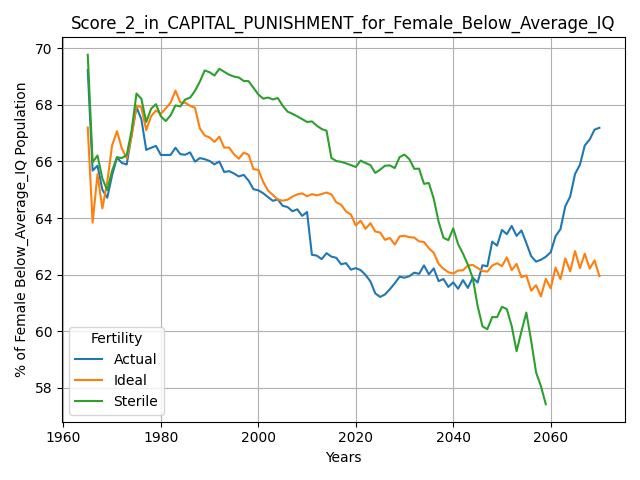 Score_2_in_CAPITAL_PUNISHMENT_for_Female_Below_Average_IQ
% of Female Below_Average_IQ Population
70
68
66
64
62
60
58
Fertility
Actual
Ideal
Sterile
1960
1980
2000
2020
2040
2060
Years